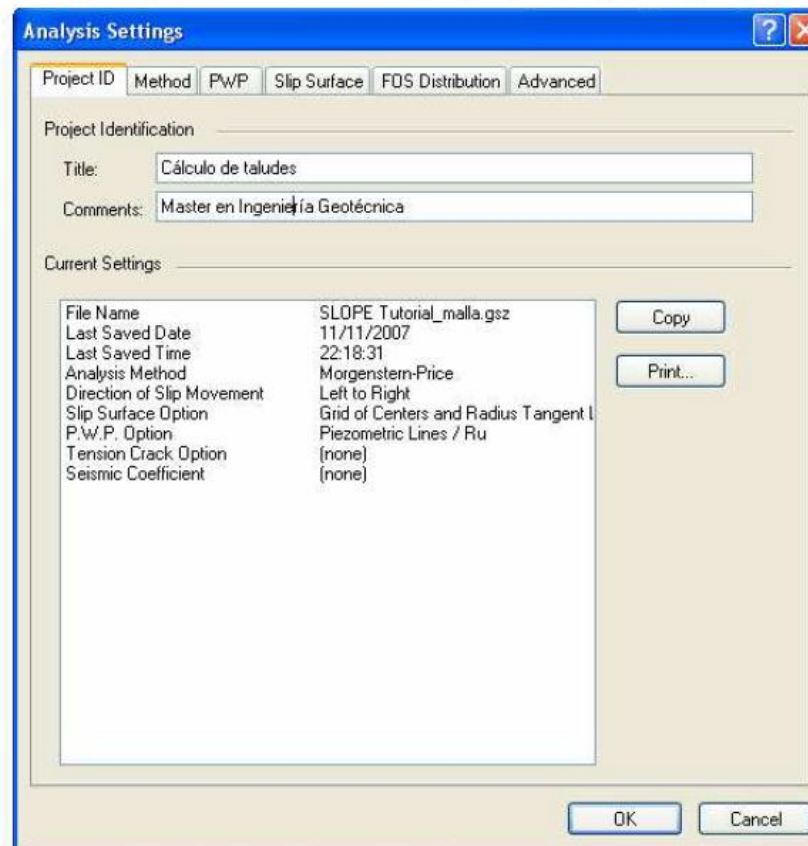 Analysis Settings
Project ID Method PWP Slip Surface FOS Distribution Advanced
Project Identification
Title: Cálculo de taludes
Comments: Master en Ingeniería Geotécnica
Current Settings
File Name SLOPE Tutorial_malla.gsz
Last Saved Date 11/11/2007
Last Saved Time 22:18:31
Analysis Method Morgenstern-Price
Direction of Slip Movement Left to Right
Slip Surface Option Grid of Centers and Radius Tangent L
P.W.P. Option Piezometric Lines / Ru
Tension Crack Option (none)
Seismic Coefficient (none)
Copy
Print...
OK Cancel